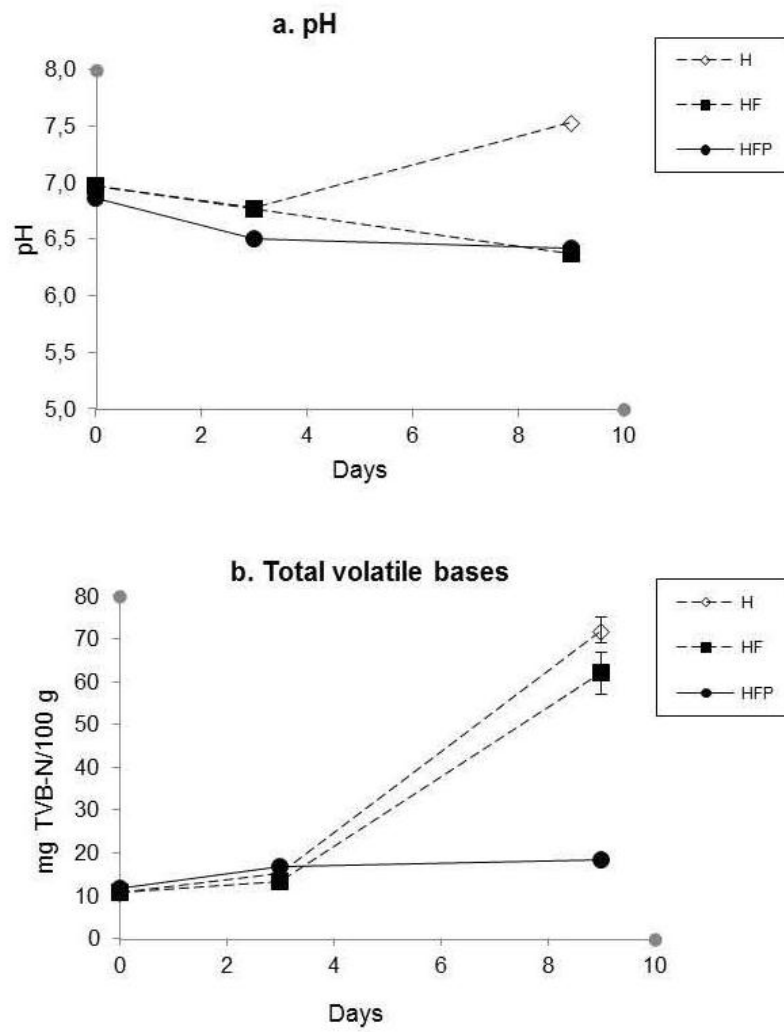 a. pH
8,0
7,5
7,0
6,5
6,0
5,5
5,0
pH
0 2 4 6 8 10
Days
H
HF
HFP
b. Total volatile bases
80
70
60
50
40
30
20
10
0
mg TVB-N/100 g
0 2 4 6 8 10
Days
H
HF
HFP